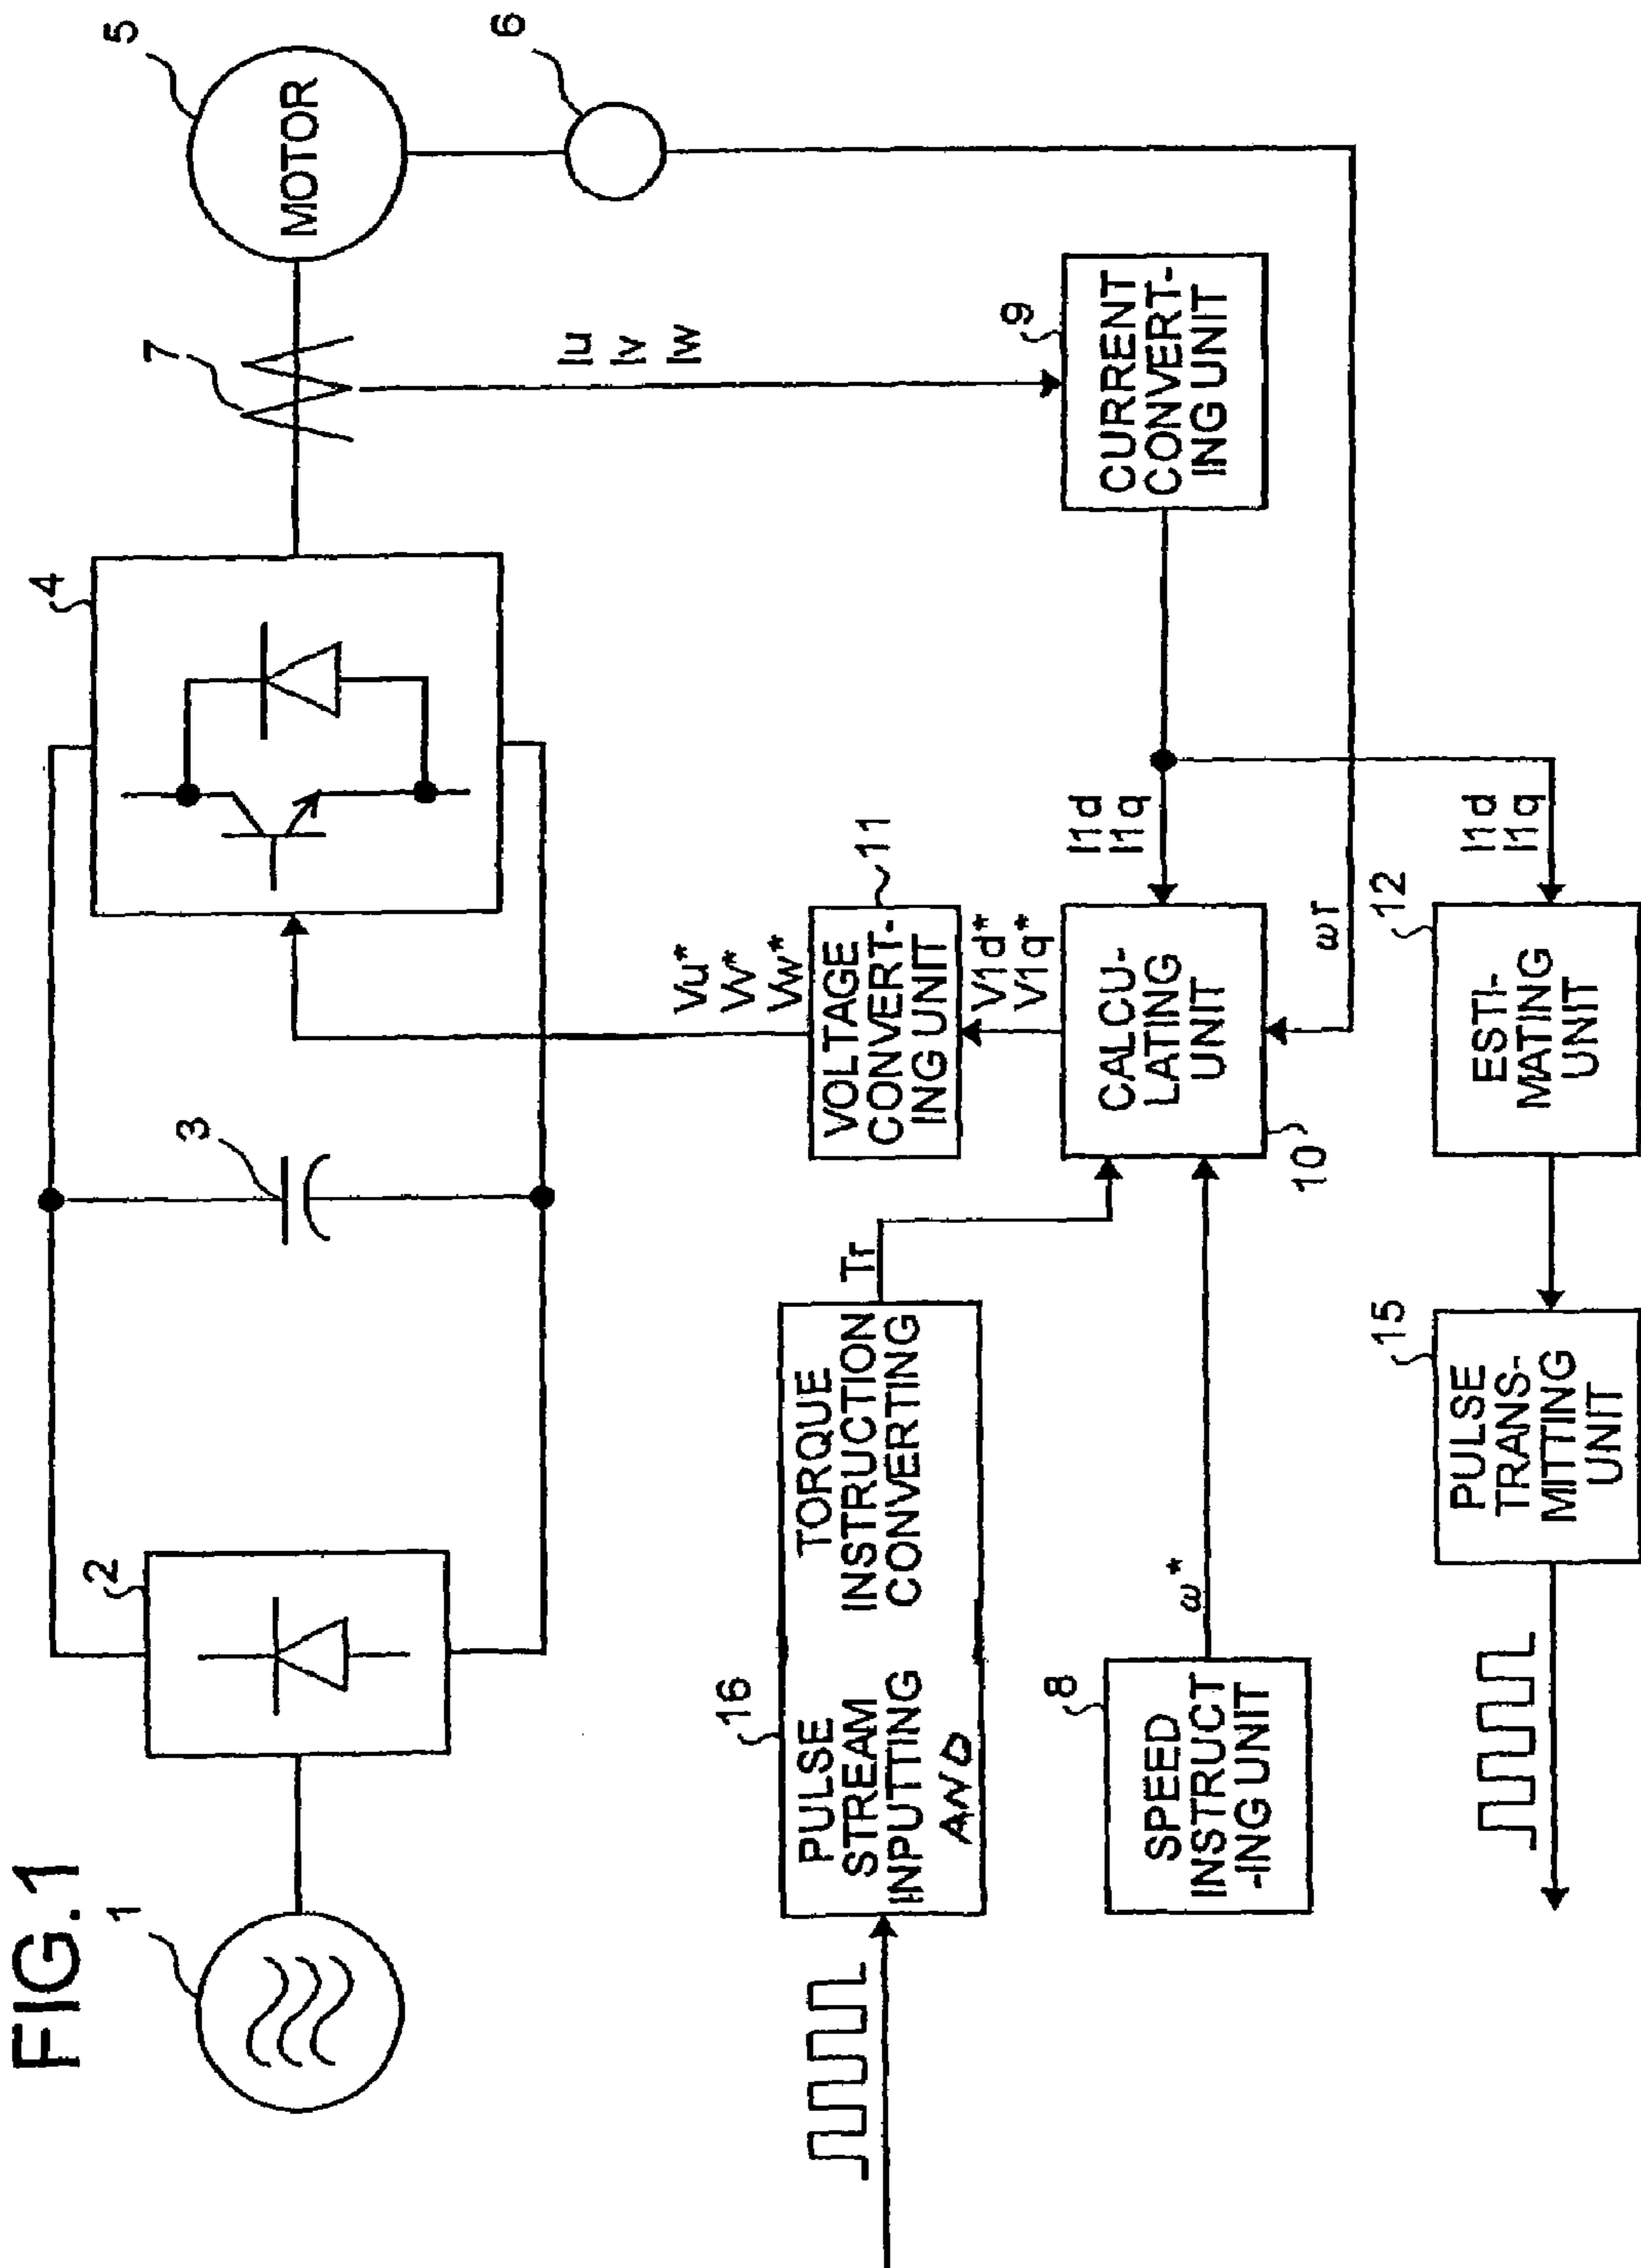 FIG.1
1
2
3
4
5
MOTOR
6
7
Iu
Iv
Iw
9
CURRENT
CONVERT-
ING UNIT
Vu*
Vv*
Vw*
11
VOLTAGE
CONVERT-
ING UNIT
V1d*
V1q*
I1d
I1q
CALCU-
LATING
UNIT
10
ωr
16
PULSE
STREAM
INPUTTING
AND
TORQUE
INSTRUCTION
CONVERTING
Tr
8
SPEED
INSTRUCT
-ING UNIT
ω*
I1d
I1q
12
ESTI-
MATING
UNIT
15
PULSE
TRANS-
MITTING
UNIT